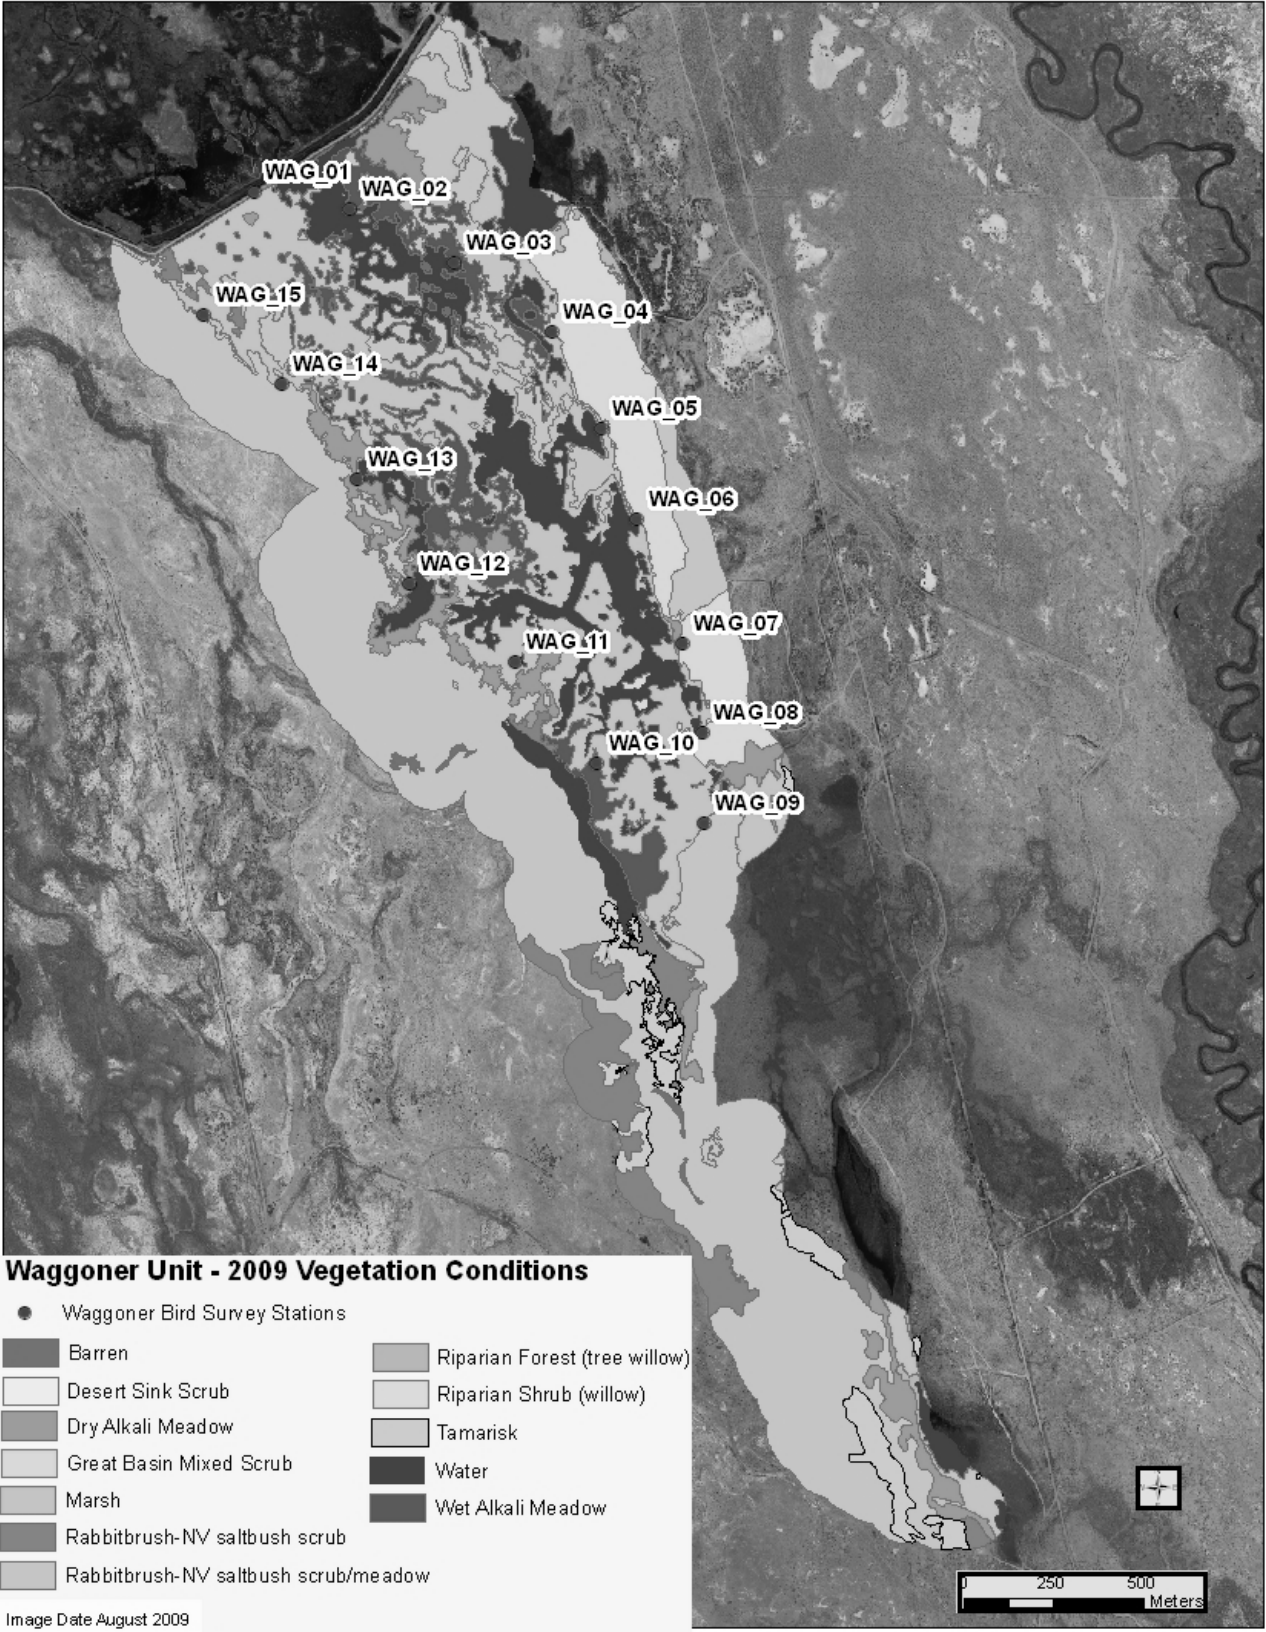 WAG_01
WAG_02
WAG_03
WAG_15
WAG_04
WAG_14
WAG_05
WAG_13
WAG_06
WAG_12
WAG_07
WAG_11
WAG_08
WAG_10
WAG_09
Waggoner Unit - 2009 Vegetation Conditions
Waggoner Bird Survey Stations
Barren
Desert Sink Scrub
Dry Alkali Meadow
Great Basin Mixed Scrub
Marsh
Rabbitbrush-NV saltbush scrub
Rabbitbrush-NV saltbush scrub/meadow
Riparian Forest (tree willow)
Riparian Shrub (willow)
Tamarisk
Water
Wet Alkali Meadow
Image Date August 2009
0 250 500
Meters